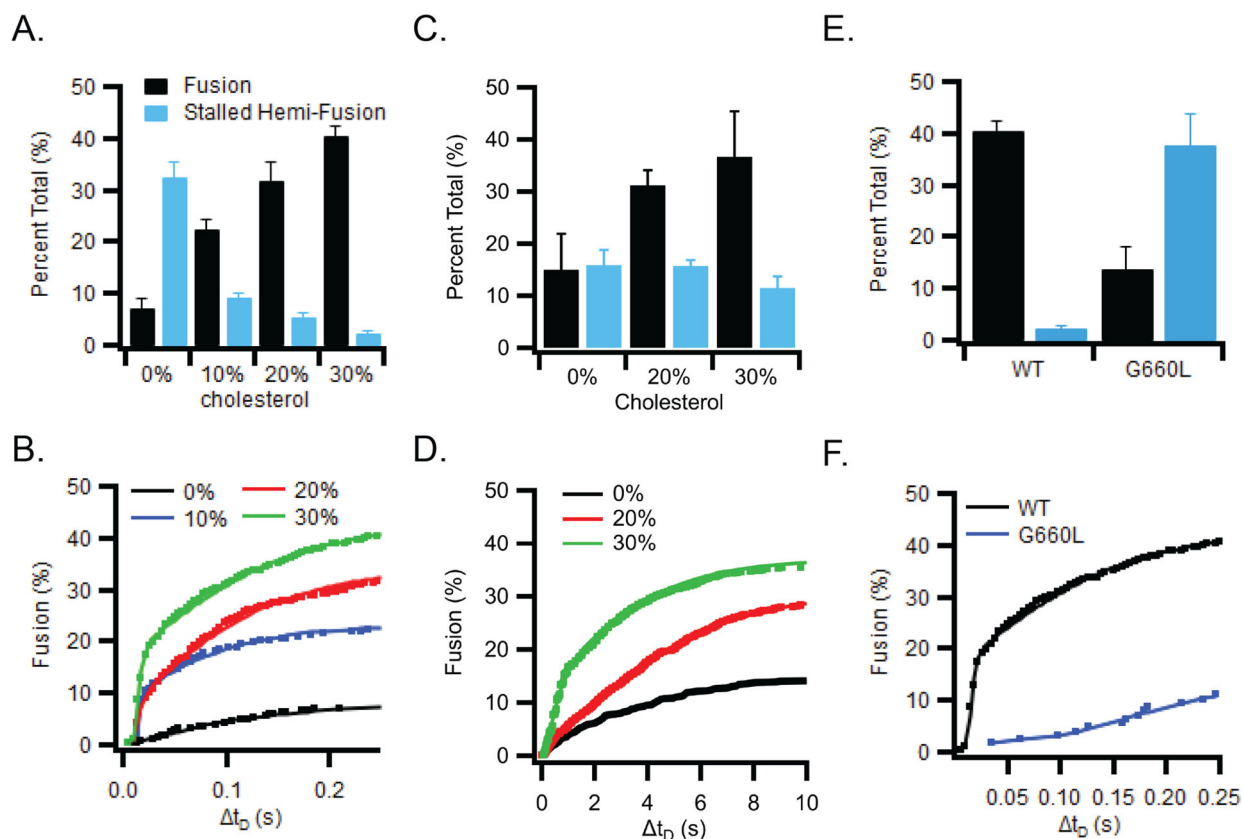 A.
Percent Total (%)
50
40
30
20
10
0
Fusion
Stalled Hemi-Fusion
0% 10% 20% 30%
cholesterol
C.
Percent Total (%)
50
40
30
20
10
0
0% 20% 30%
Cholesterol
E.
Percent Total (%)
50
40
30
20
10
0
WT G660L
B.
Fusion (%)
50
40
30
20
10
0
0% 20%
10% 30%
0.0 0.1 0.2
Δt_D (s)
D.
Fusion (%)
50
40
30
20
10
0
0%
20%
30%
0 2 4 6 8 10
Δt_D (s)
F.
Fusion (%)
50
40
30
20
10
0
WT
G660L
0.05 0.10 0.15 0.20 0.25
Δt_D (s)